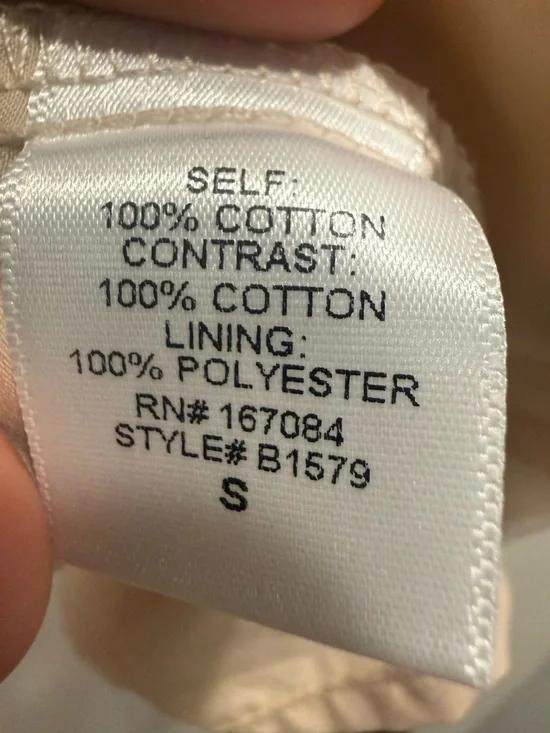 SELF:
100% COTTON
CONTRAST:
100% COTTON
LINING:
100% POLYESTER
RN# 167084
STYLE# B1579
S